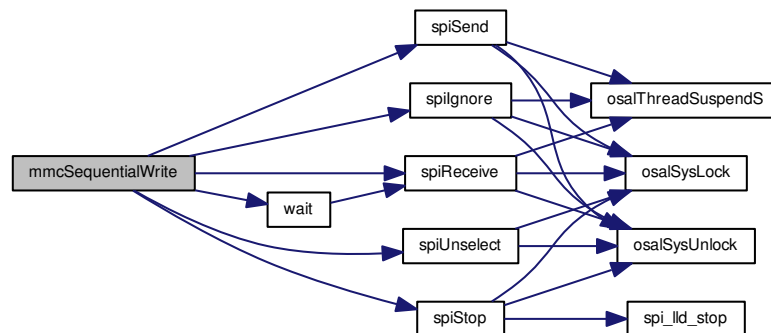 spiSend
spiIgnore
osalThreadSuspendS
mmcSequentialWrite
spiReceive
osalSysLock
wait
spiUnselect
osalSysUnlock
spiStop
spi_lld_stop